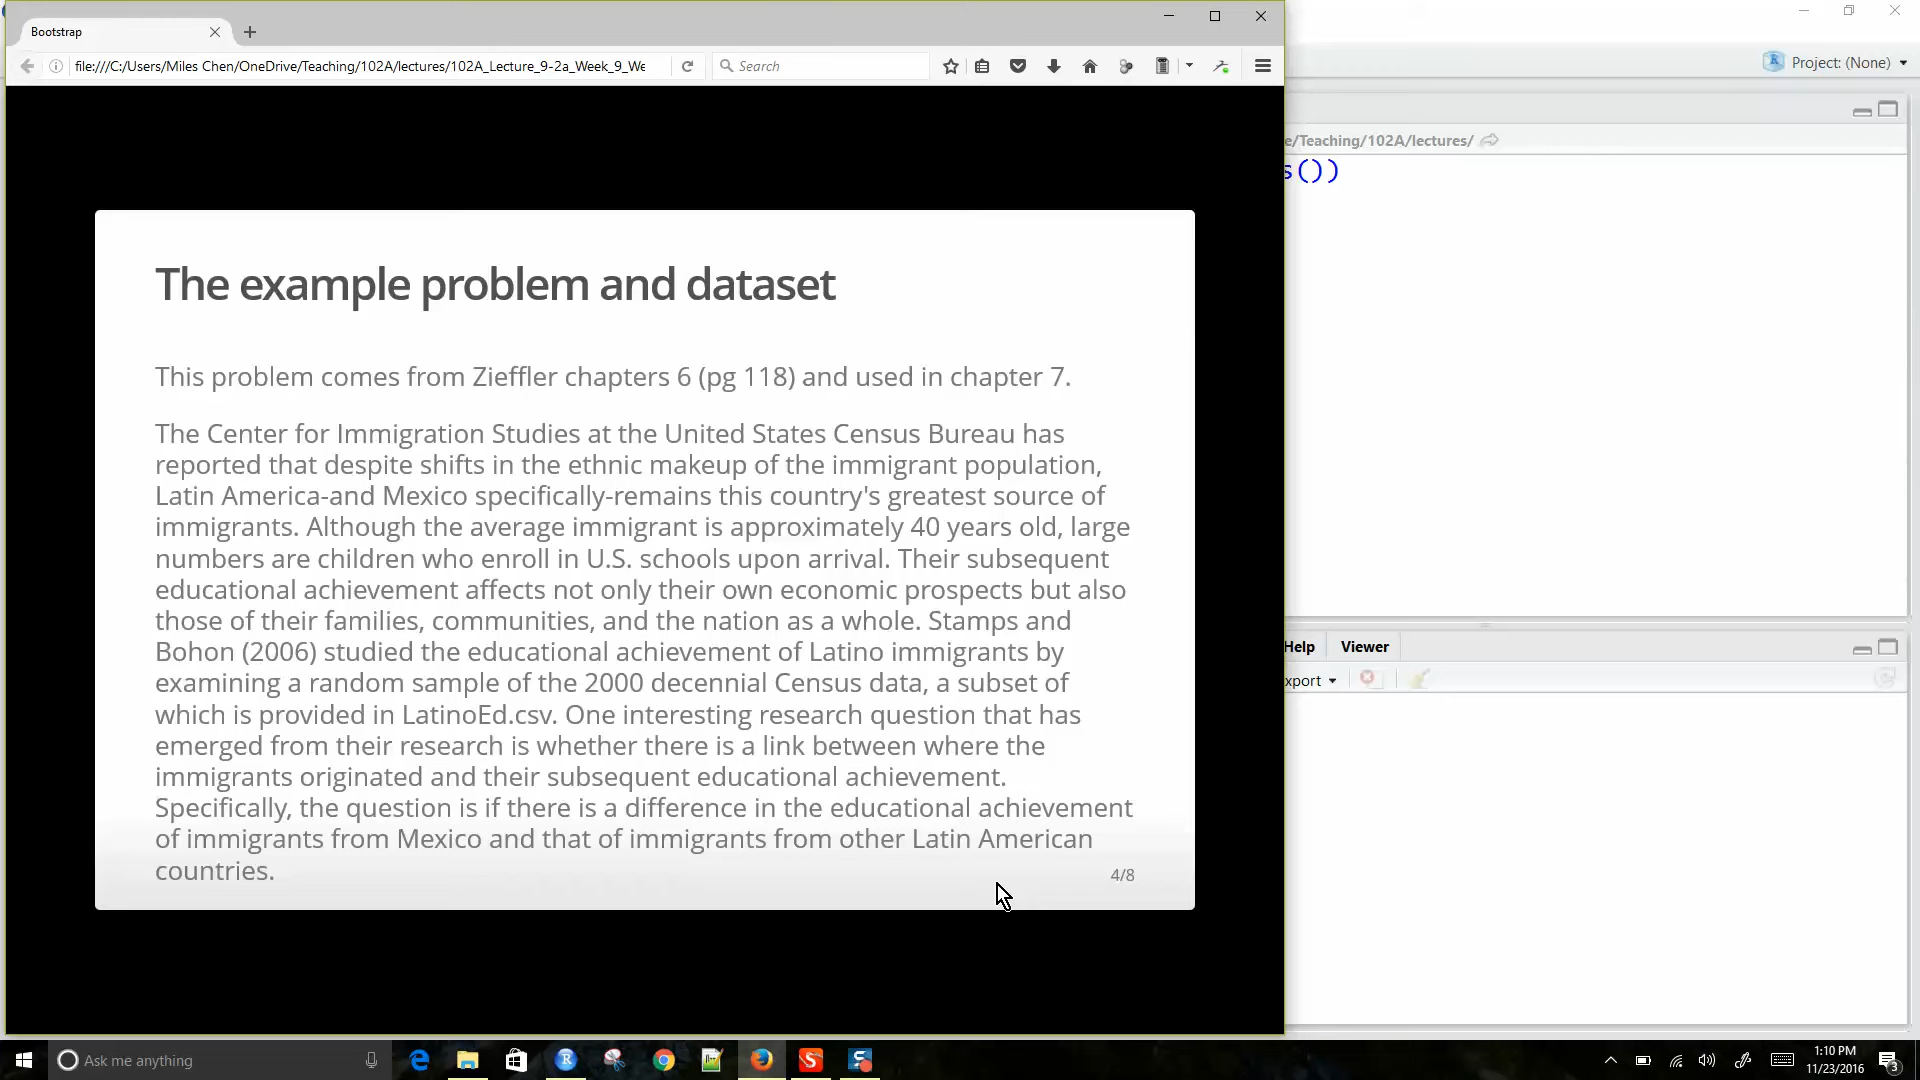 Bootstrap
file:///C:/Users/Miles Chen/OneDrive/Teaching/102A/lectures/102A_Lecture_9-2a_Week_9_We
Search
Project: (None)
e/Teaching/102A/lectures/
s())
The example problem and dataset
This problem comes from Zieffler chapters 6 (pg 118) and used in chapter 7.
The Center for Immigration Studies at the United States Census Bureau has
reported that despite shifts in the ethnic makeup of the immigrant population,
Latin America-and Mexico specifically-remains this country's greatest source of
immigrants. Although the average immigrant is approximately 40 years old, large
numbers are children who enroll in U.S. schools upon arrival. Their subsequent
educational achievement affects not only their own economic prospects but also
those of their families, communities, and the nation as a whole. Stamps and
Bohon (2006) studied the educational achievement of Latino immigrants by
examining a random sample of the 2000 decennial Census data, a subset of
which is provided in LatinoEd.csv. One interesting research question that has
emerged from their research is whether there is a link between where the
immigrants originated and their subsequent educational achievement.
Specifically, the question is if there is a difference in the educational achievement
of immigrants from Mexico and that of immigrants from other Latin American
countries.
4/8
Help Viewer
xport
Ask me anything
1:10 PM
11/23/2016
3